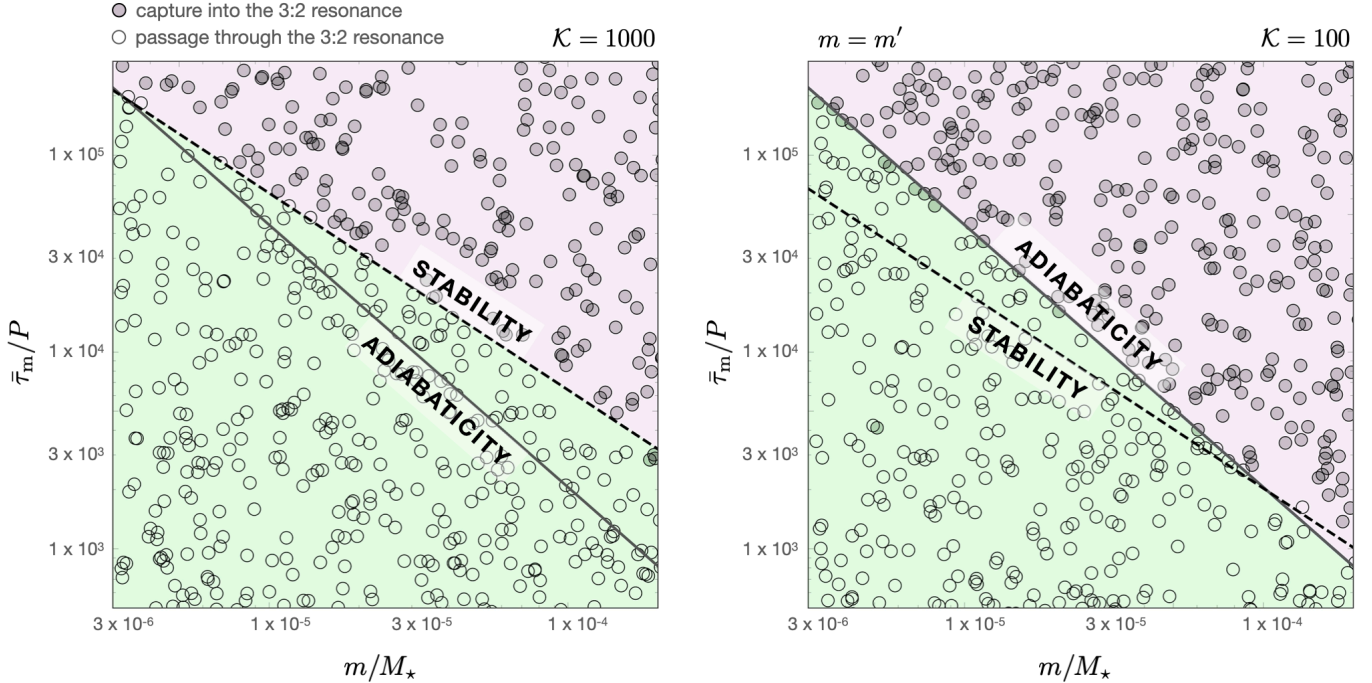 capture into the 3:2 resonance
passage through the 3:2 resonance
𝒦 = 1000
m = m′
𝒦 = 100
1 x 10⁵
3 x 10⁴
1 x 10⁴
3 x 10³
1 x 10³
τ̄ₘ/P
STABILITY
ADIABATICITY
3 x 10⁻⁶
1 x 10⁻⁵
3 x 10⁻⁵
1 x 10⁻⁴
m/M⋆
1 x 10⁵
3 x 10⁴
1 x 10⁴
3 x 10³
1 x 10³
τ̄ₘ/P
ADIABATICITY
STABILITY
3 x 10⁻⁶
1 x 10⁻⁵
3 x 10⁻⁵
1 x 10⁻⁴
m/M⋆